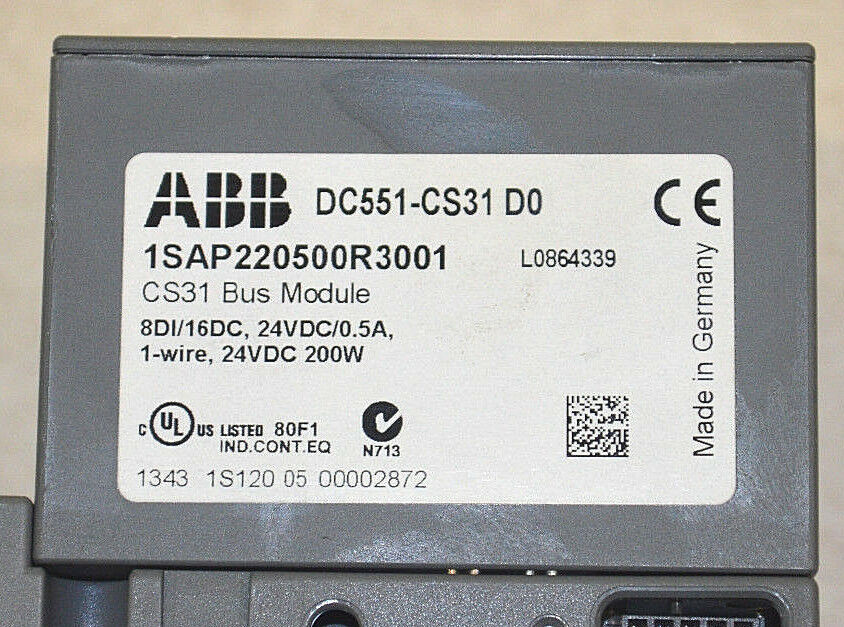 ABB DC551-CS31 D0 CE
1SAP220500R3001 L0864339
CS31 Bus Module
8DI/16DC, 24VDC/0.5A,
1-wire, 24VDC 200W
C UL US LISTED 80F1
IND.CONT.EQ
N713
1343 1S120 05 00002872
Made in Germany